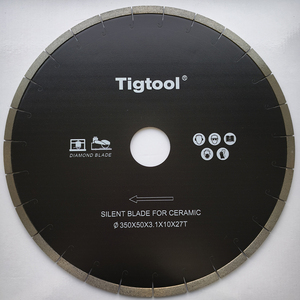 Tigtool®
DIAMOND BLADE
SILENT BLADE FOR CERAMIC
Ø 350X50X3.1X10X27T